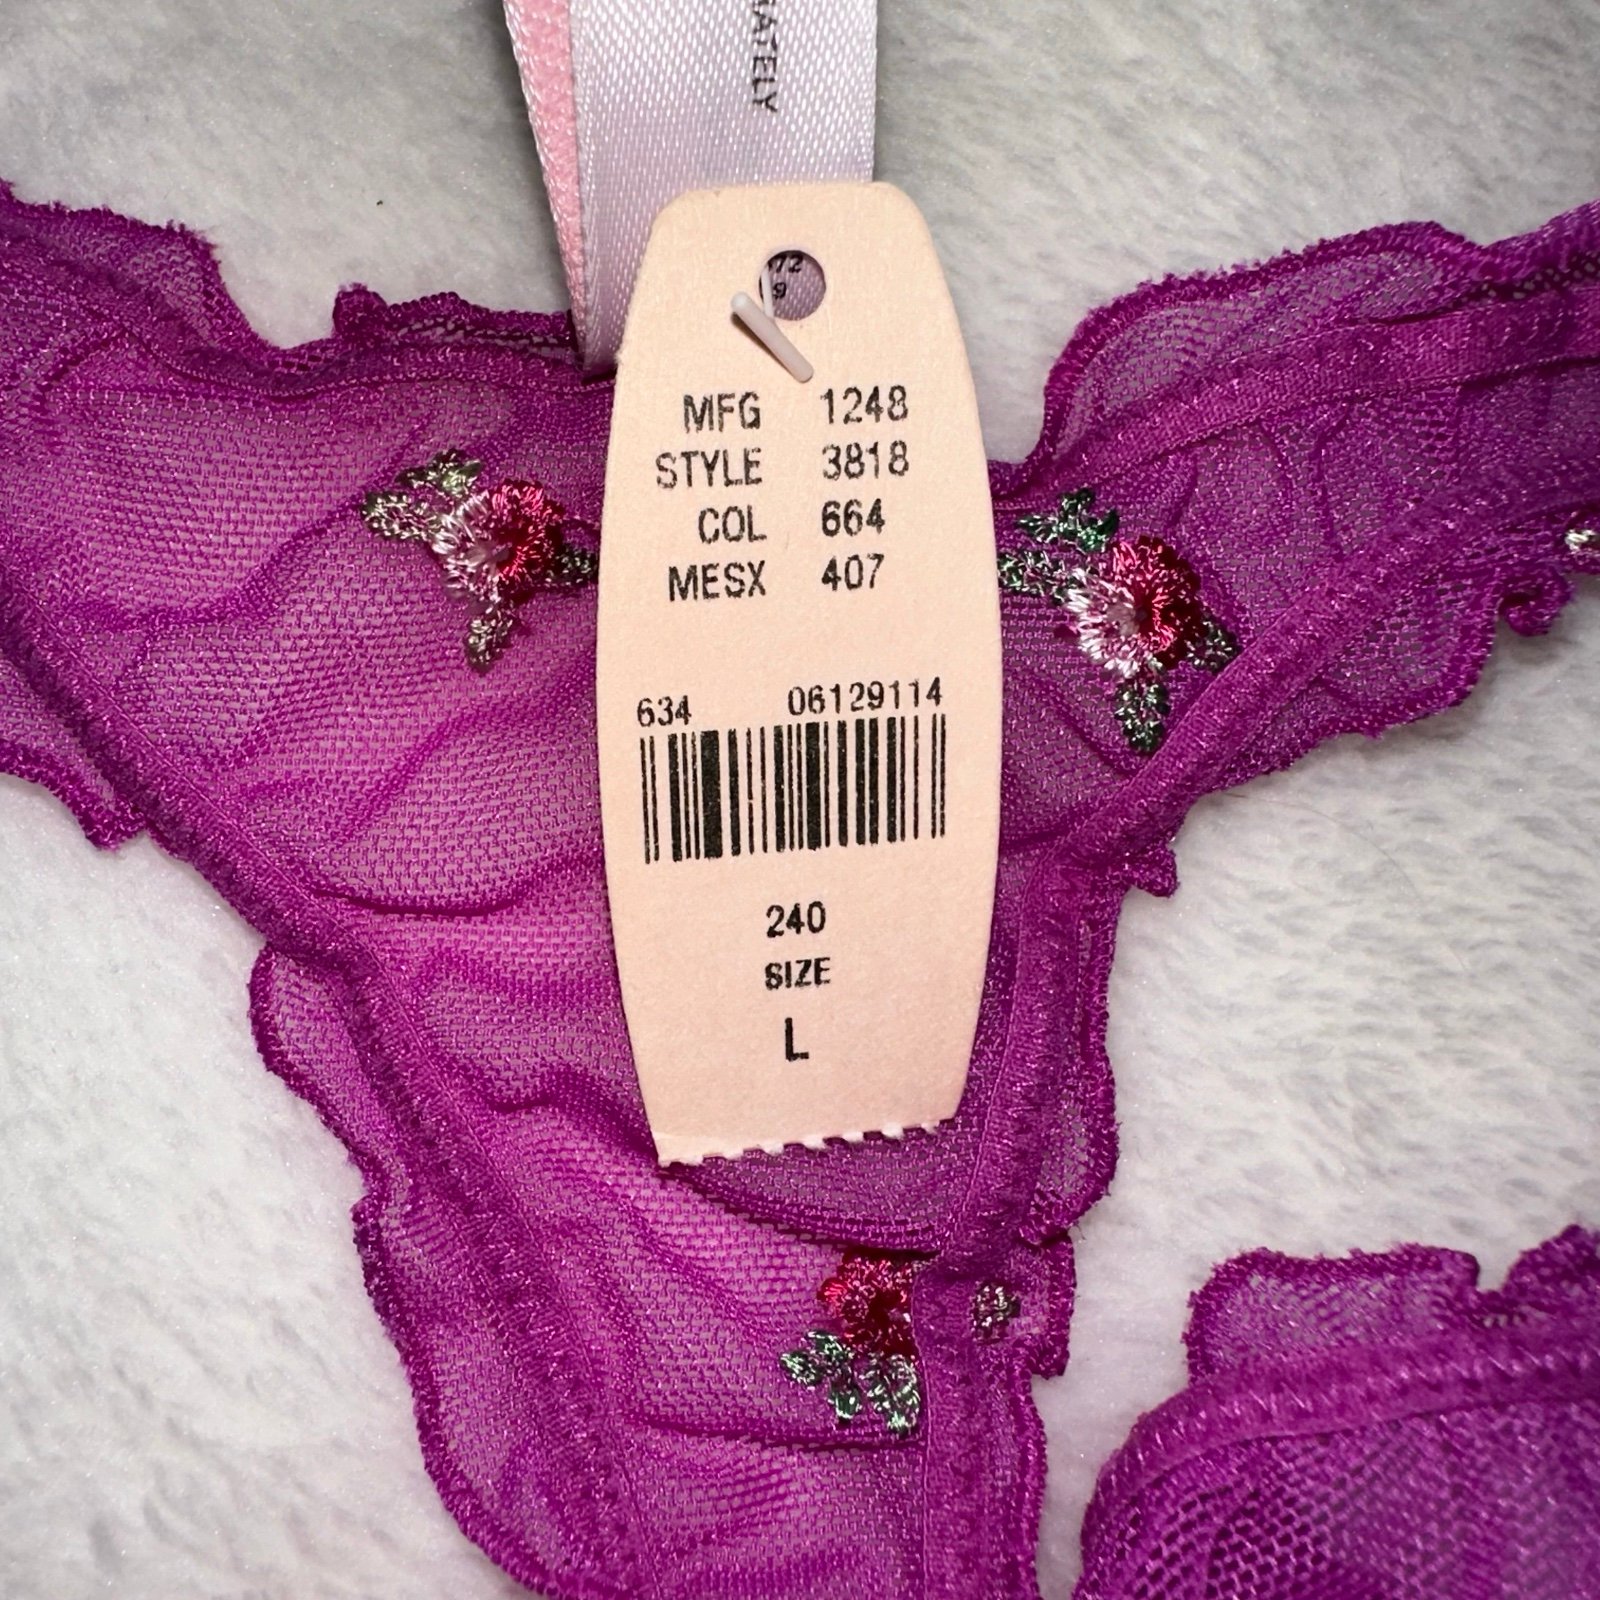 MFG 1248
STYLE 3818
COL 664
MESX 407
634 06129114
240
SIZE
L